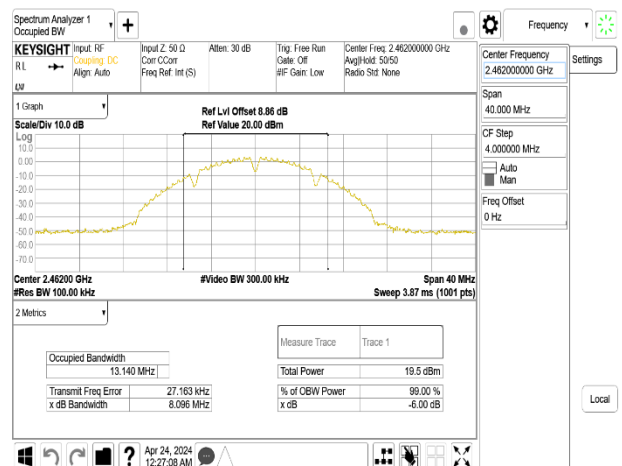 Spectrum Analyzer 1
Occupied BW
Frequency
KEYSIGHT
R L
Input: RF
Coupling: DC
Align: Auto
Input Z: 50 Ω
Corr CCorr
Freq Ref: Int (S)
Atten: 30 dB
Trig: Free Run
Gate: Off
#IF Gain: Low
Center Freq: 2.462000000 GHz
Avg|Hold: 50/50
Radio Std: None
Center Frequency
2.462000000 GHz
Settings
Span
40.000 MHz
CF Step
4.000000 MHz
Auto
Man
Freq Offset
0 Hz
1 Graph
Scale/Div 10.0 dB
Ref Lvl Offset 8.86 dB
Ref Value 20.00 dBm
Log
10.0
0.00
-10.0
-20.0
-30.0
-40.0
-50.0
-60.0
-70.0
Center 2.46200 GHz
#Res BW 100.00 kHz
#Video BW 300.00 kHz
Span 40 MHz
Sweep 3.87 ms (1001 pts)
2 Metrics
Measure Trace
Trace 1
Occupied Bandwidth
13.140 MHz
Total Power
19.5 dBm
Transmit Freq Error
27.163 kHz
% of OBW Power
99.00 %
x dB Bandwidth
8.096 MHz
x dB
-6.00 dB
Local
?
Apr 24, 2024
12:27:08 AM